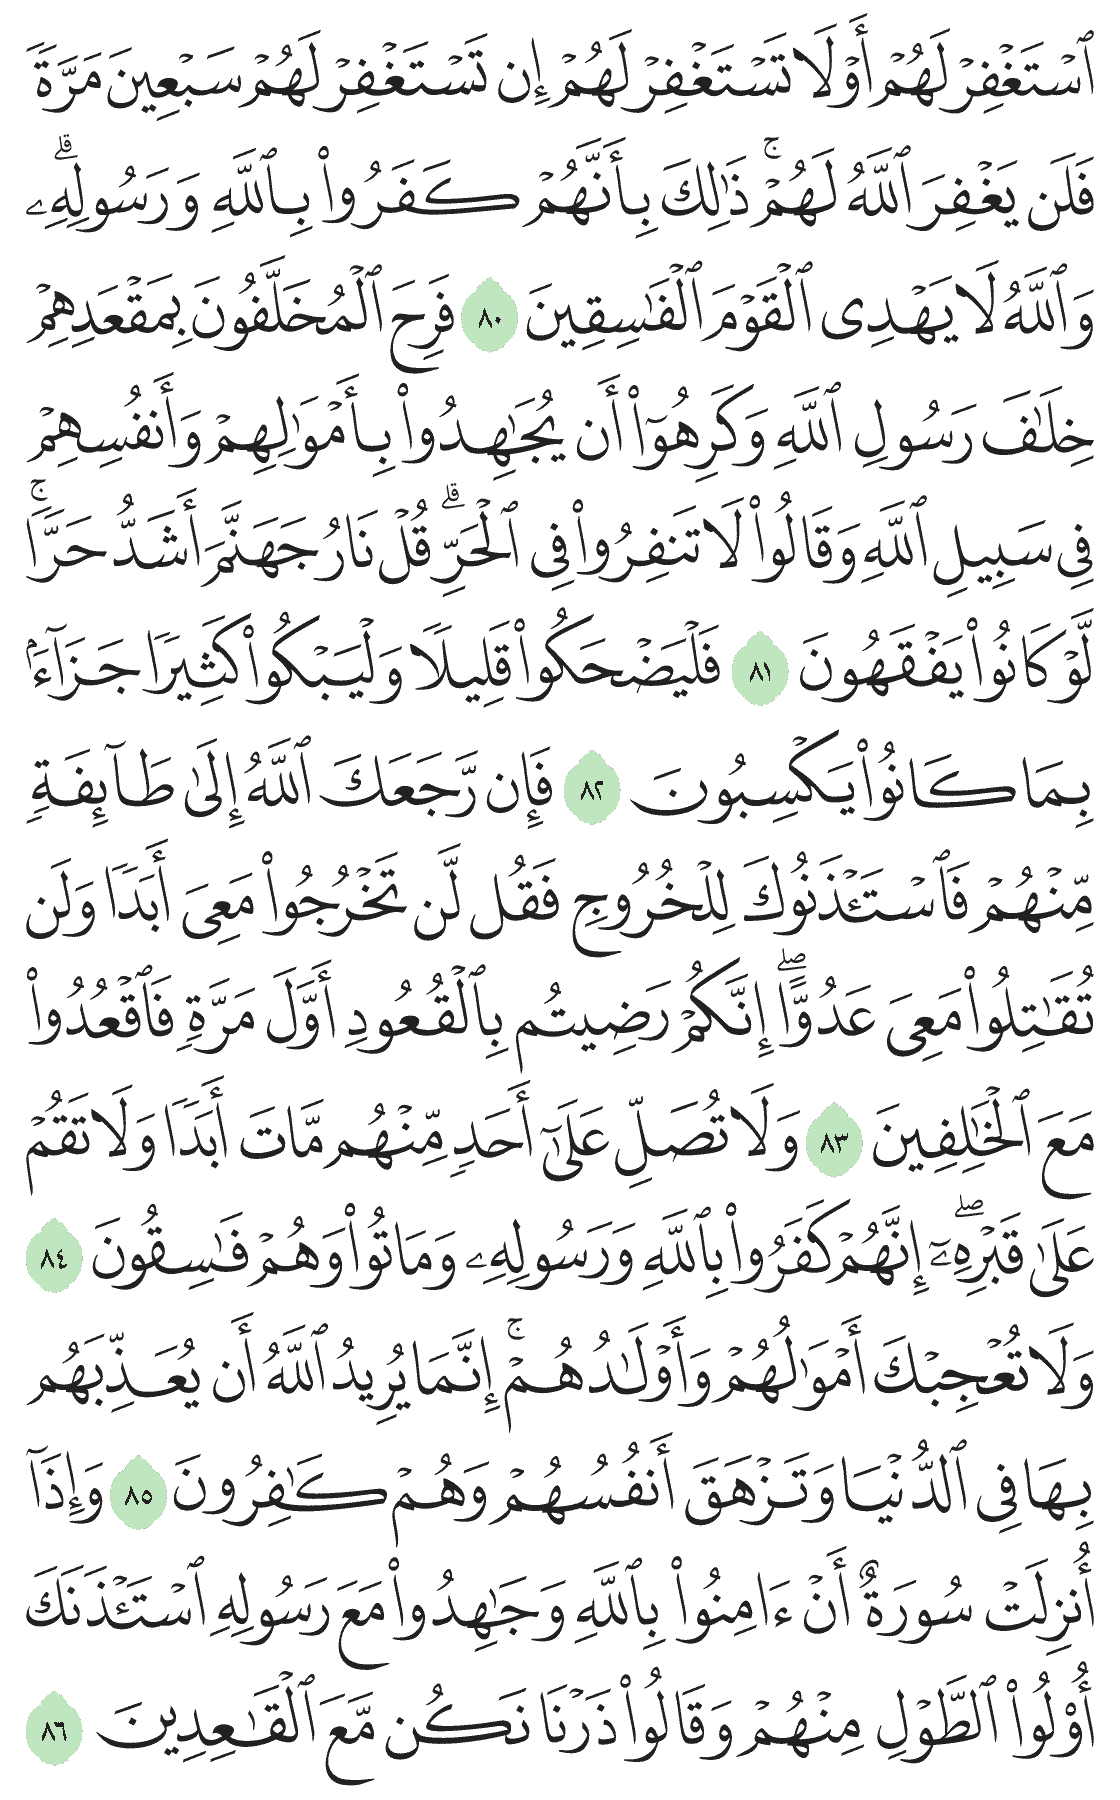 ٱسۡتَغۡفِرۡ لَهُمۡ أَوۡ لَا تَسۡتَغۡفِرۡ لَهُمۡ إِن تَسۡتَغۡفِرۡ لَهُمۡ سَبۡعِينَ مَرَّةٗ
فَلَن يَغۡفِرَ ٱللَّهُ لَهُمۡۚ ذَٰلِكَ بِأَنَّهُمۡ كَفَرُواْ بِٱللَّهِ وَرَسُولِهِۦۗ
وَٱللَّهُ لَا يَهۡدِي ٱلۡقَوۡمَ ٱلۡفَٰسِقِينَ ٨٠ فَرِحَ ٱلۡمُخَلَّفُونَ بِمَقۡعَدِهِمۡ
خِلَٰفَ رَسُولِ ٱللَّهِ وَكَرِهُوٓاْ أَن يُجَٰهِدُواْ بِأَمۡوَٰلِهِمۡ وَأَنفُسِهِمۡ
فِي سَبِيلِ ٱللَّهِ وَقَالُواْ لَا تَنفِرُواْ فِي ٱلۡحَرِّۗ قُلۡ نَارُ جَهَنَّمَ أَشَدُّ حَرّٗاۚ
لَّوۡ كَانُواْ يَفۡقَهُونَ ٨١ فَلۡيَضۡحَكُواْ قَلِيلٗا وَلۡيَبۡكُواْ كَثِيرٗا جَزَآءَۢ
بِمَا كَانُواْ يَكۡسِبُونَ ٨٢ فَإِن رَّجَعَكَ ٱللَّهُ إِلَىٰ طَآئِفَةٖ
مِّنۡهُمۡ فَٱسۡتَـٔۡذَنُوكَ لِلۡخُرُوجِ فَقُل لَّن تَخۡرُجُواْ مَعِيَ أَبَدٗا وَلَن
تُقَٰتِلُواْ مَعِيَ عَدُوًّاۖ إِنَّكُمۡ رَضِيتُم بِٱلۡقُعُودِ أَوَّلَ مَرَّةٖ فَٱقۡعُدُواْ
مَعَ ٱلۡخَٰلِفِينَ ٨٣ وَلَا تُصَلِّ عَلَىٰٓ أَحَدٖ مِّنۡهُم مَّاتَ أَبَدٗا وَلَا تَقُمۡ
عَلَىٰ قَبۡرِهِۦٓۖ إِنَّهُمۡ كَفَرُواْ بِٱللَّهِ وَرَسُولِهِۦ وَمَاتُواْ وَهُمۡ فَٰسِقُونَ ٨٤
وَلَا تُعۡجِبۡكَ أَمۡوَٰلُهُمۡ وَأَوۡلَٰدُهُمۡۚ إِنَّمَا يُرِيدُ ٱللَّهُ أَن يُعَذِّبَهُم
بِهَا فِي ٱلدُّنۡيَا وَتَزۡهَقَ أَنفُسُهُمۡ وَهُمۡ كَٰفِرُونَ ٨٥ وَإِذَآ
أُنزِلَتۡ سُورَةٌ أَنۡ ءَامِنُواْ بِٱللَّهِ وَجَٰهِدُواْ مَعَ رَسُولِهِ ٱسۡتَـٔۡذَنَكَ
أُوْلُواْ ٱلطَّوۡلِ مِنۡهُمۡ وَقَالُواْ ذَرۡنَا نَكُن مَّعَ ٱلۡقَٰعِدِينَ ٨٦